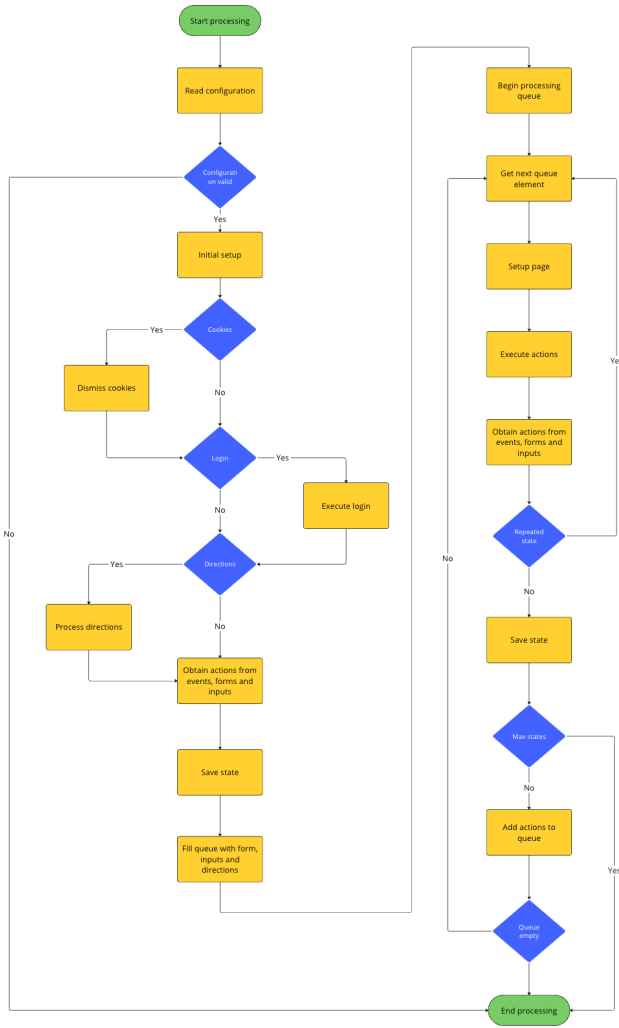 Start processing
Read configuration
Configurati
on valid
Yes
Initial setup
Cookies
Yes
Dismiss cookies
No
Login
Yes
Execute login
No
Directions
Yes
Process directions
No
Obtain actions from
events, forms and
inputs
Save state
Fill queue with form,
inputs and
directions
No
Begin processing
queue
Get next queue
element
Setup page
Execute actions
Obtain actions from
events, forms and
inputs
Repeated
state
Ye
No
No
Save state
Max states
No
Yes
Add actions to
queue
Queue
empty
End processing